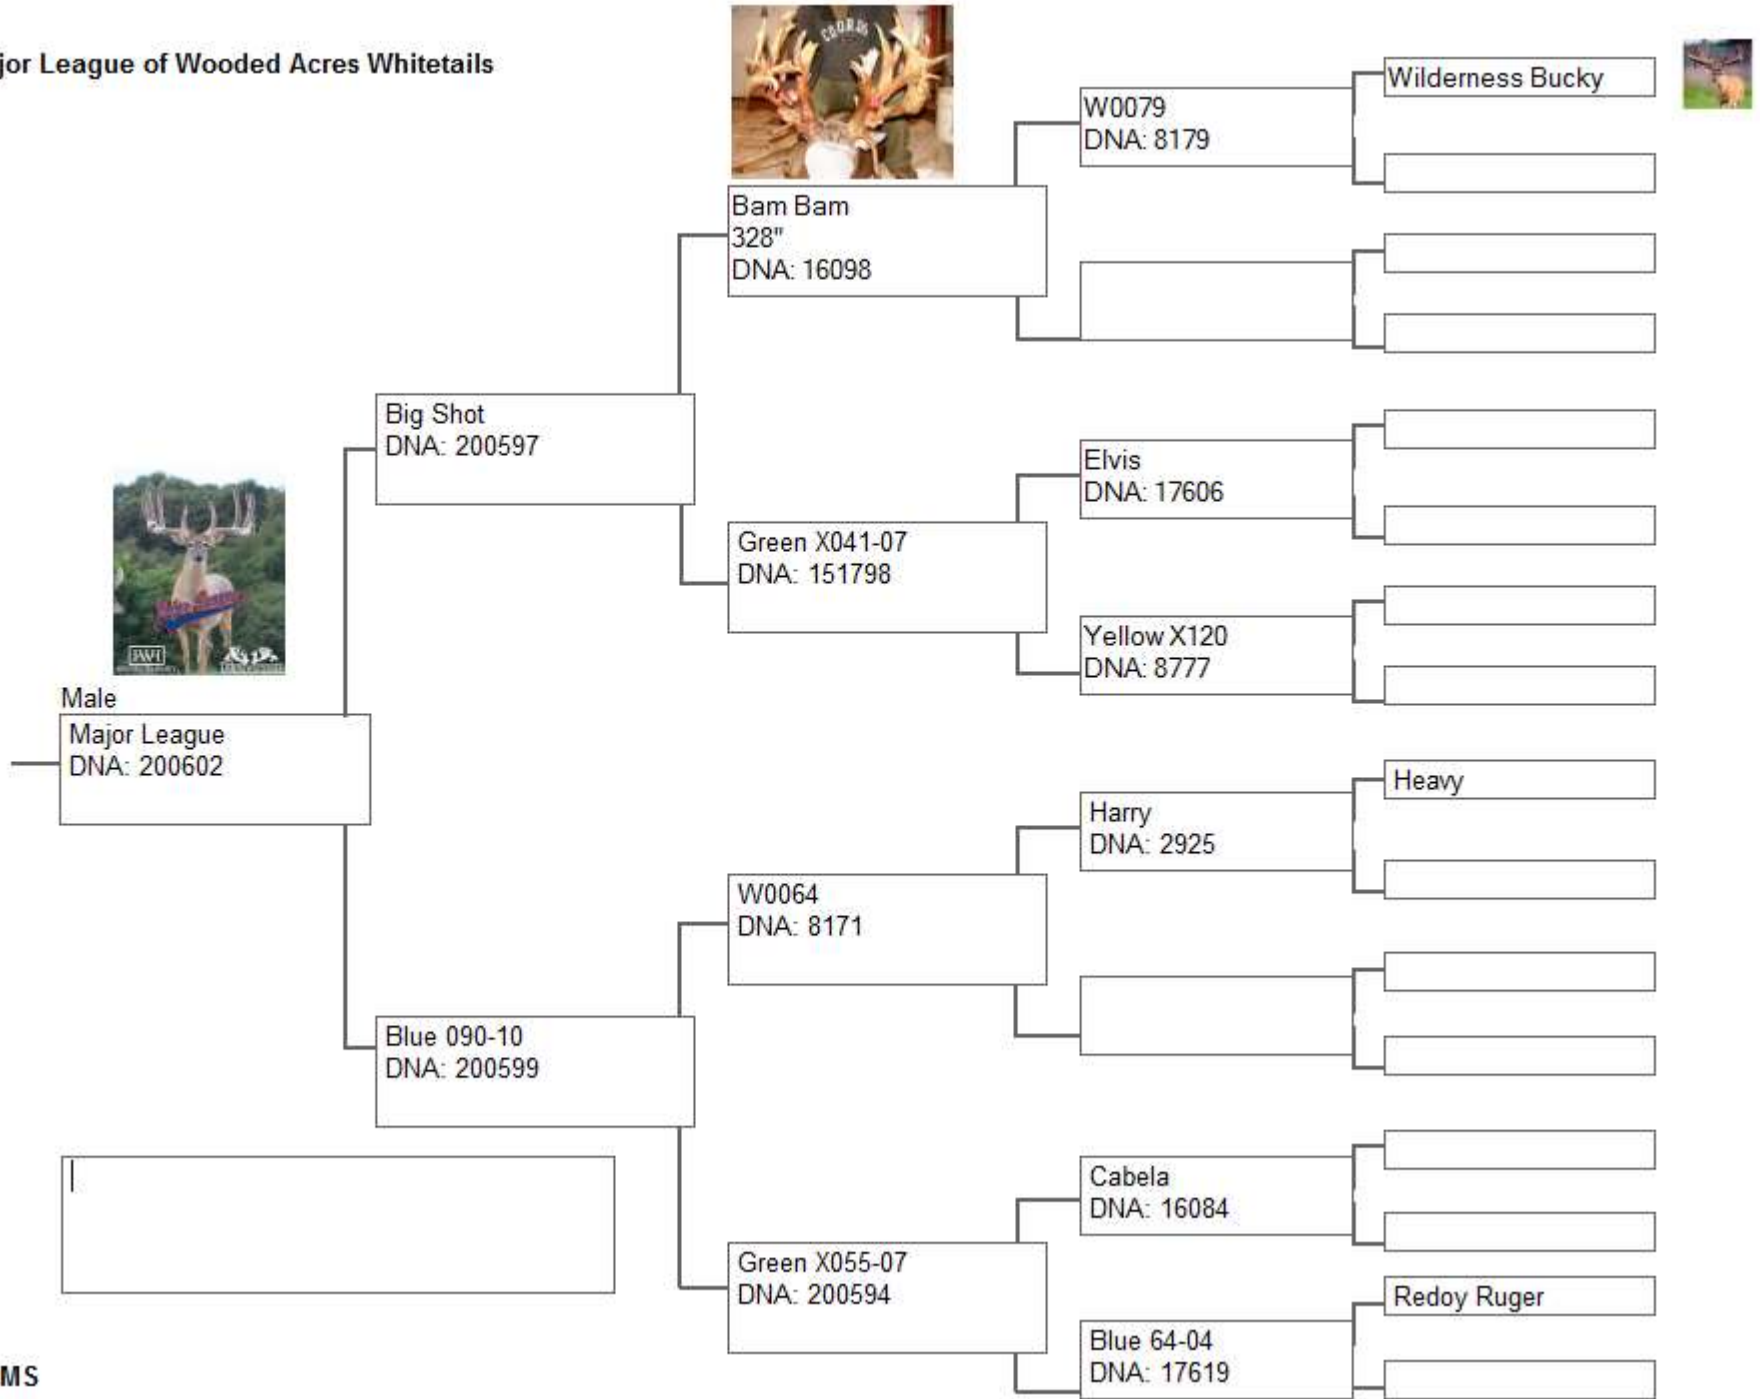 jor League of Wooded Acres Whitetails
Wilderness Bucky
W0079
DNA: 8179
Bam Bam
328"
DNA: 16098
Big Shot
DNA: 200597
Elvis
DNA: 17606
Green X041-07
DNA: 151798
Yellow X120
DNA: 8777
Male
Major League
DNA: 200602
Heavy
Harry
DNA: 2925
W0064
DNA: 8171
Blue 090-10
DNA: 200599
Cabela
DNA: 16084
Green X055-07
DNA: 200594
Redoy Ruger
Blue 64-04
DNA: 17619
MS